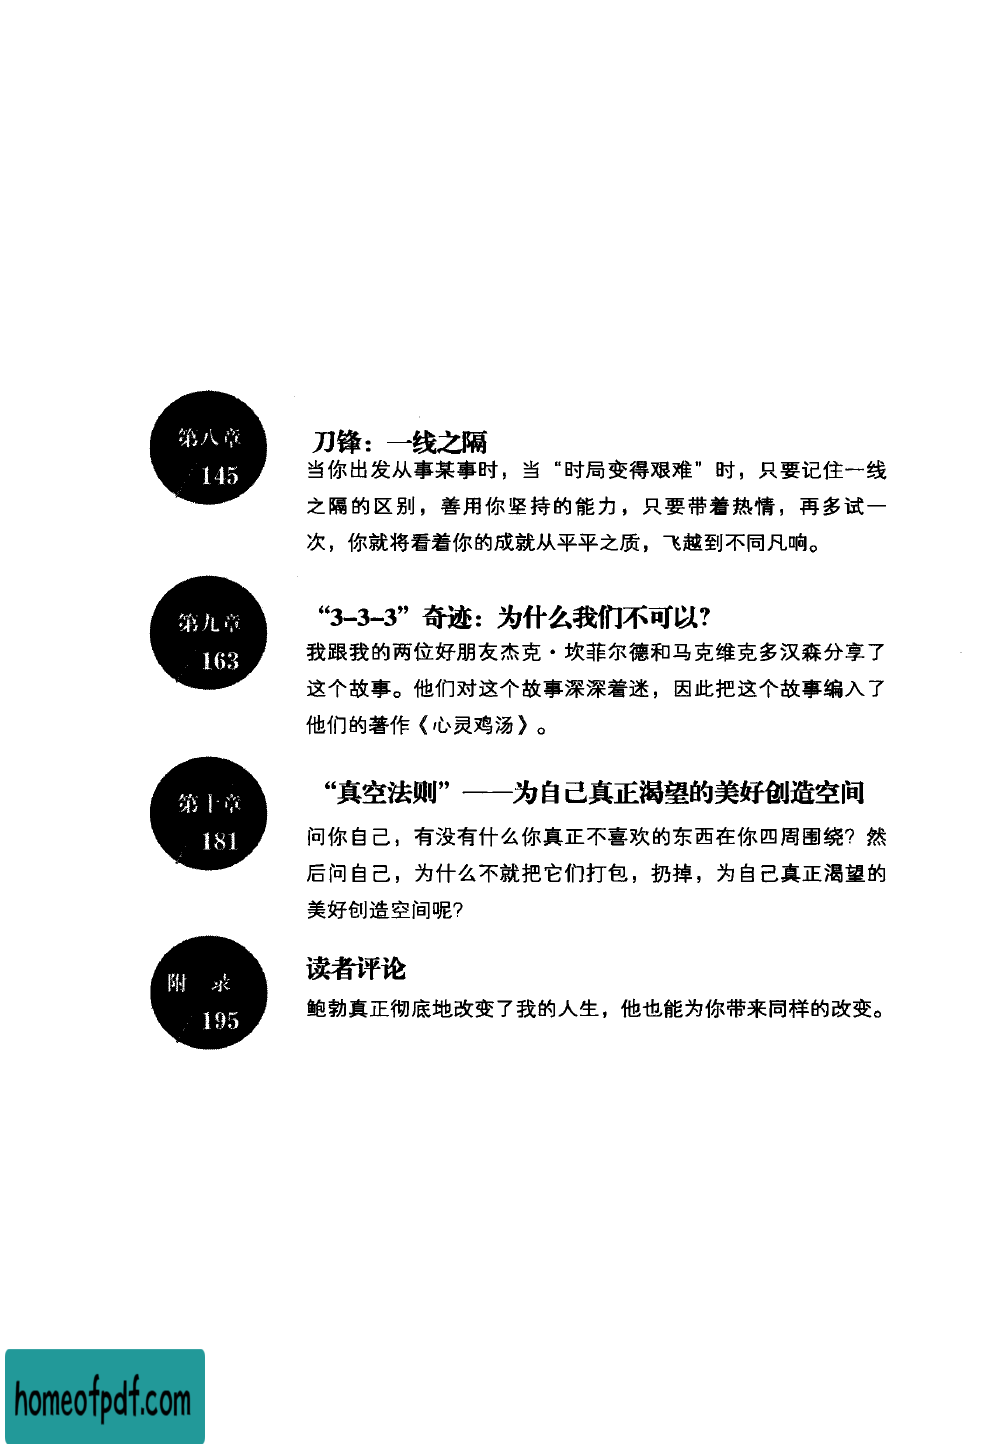 第八章
145
刀锋：一线之隔
当你出发从事某事时，当“时局变得艰难”时，只要记住一线
之隔的区别，善用你坚持的能力，只要带着热情，再多试一
次，你就将看着你的成就从平平之质，飞越到不同凡响。
第九章
163
“3-3-3”奇迹：为什么我们不可以？
我跟我的两位好朋友杰克·坎菲尔德和马克维克多汉森分享了
这个故事。他们对这个故事深深着迷，因此把这个故事编入了
他们的著作《心灵鸡汤》。
第十章
181
“真空法则”——为自己真正渴望的美好创造空间
问你自己，有没有什么你真正不喜欢的东西在你四周围绕？然
后问自己，为什么不就把它们打包，扔掉，为自己真正渴望的
美好创造空间呢？
附 录
195
读者评论
鲍勃真正彻底地改变了我的人生，他也能为你带来同样的改变。
homeofpdf.com